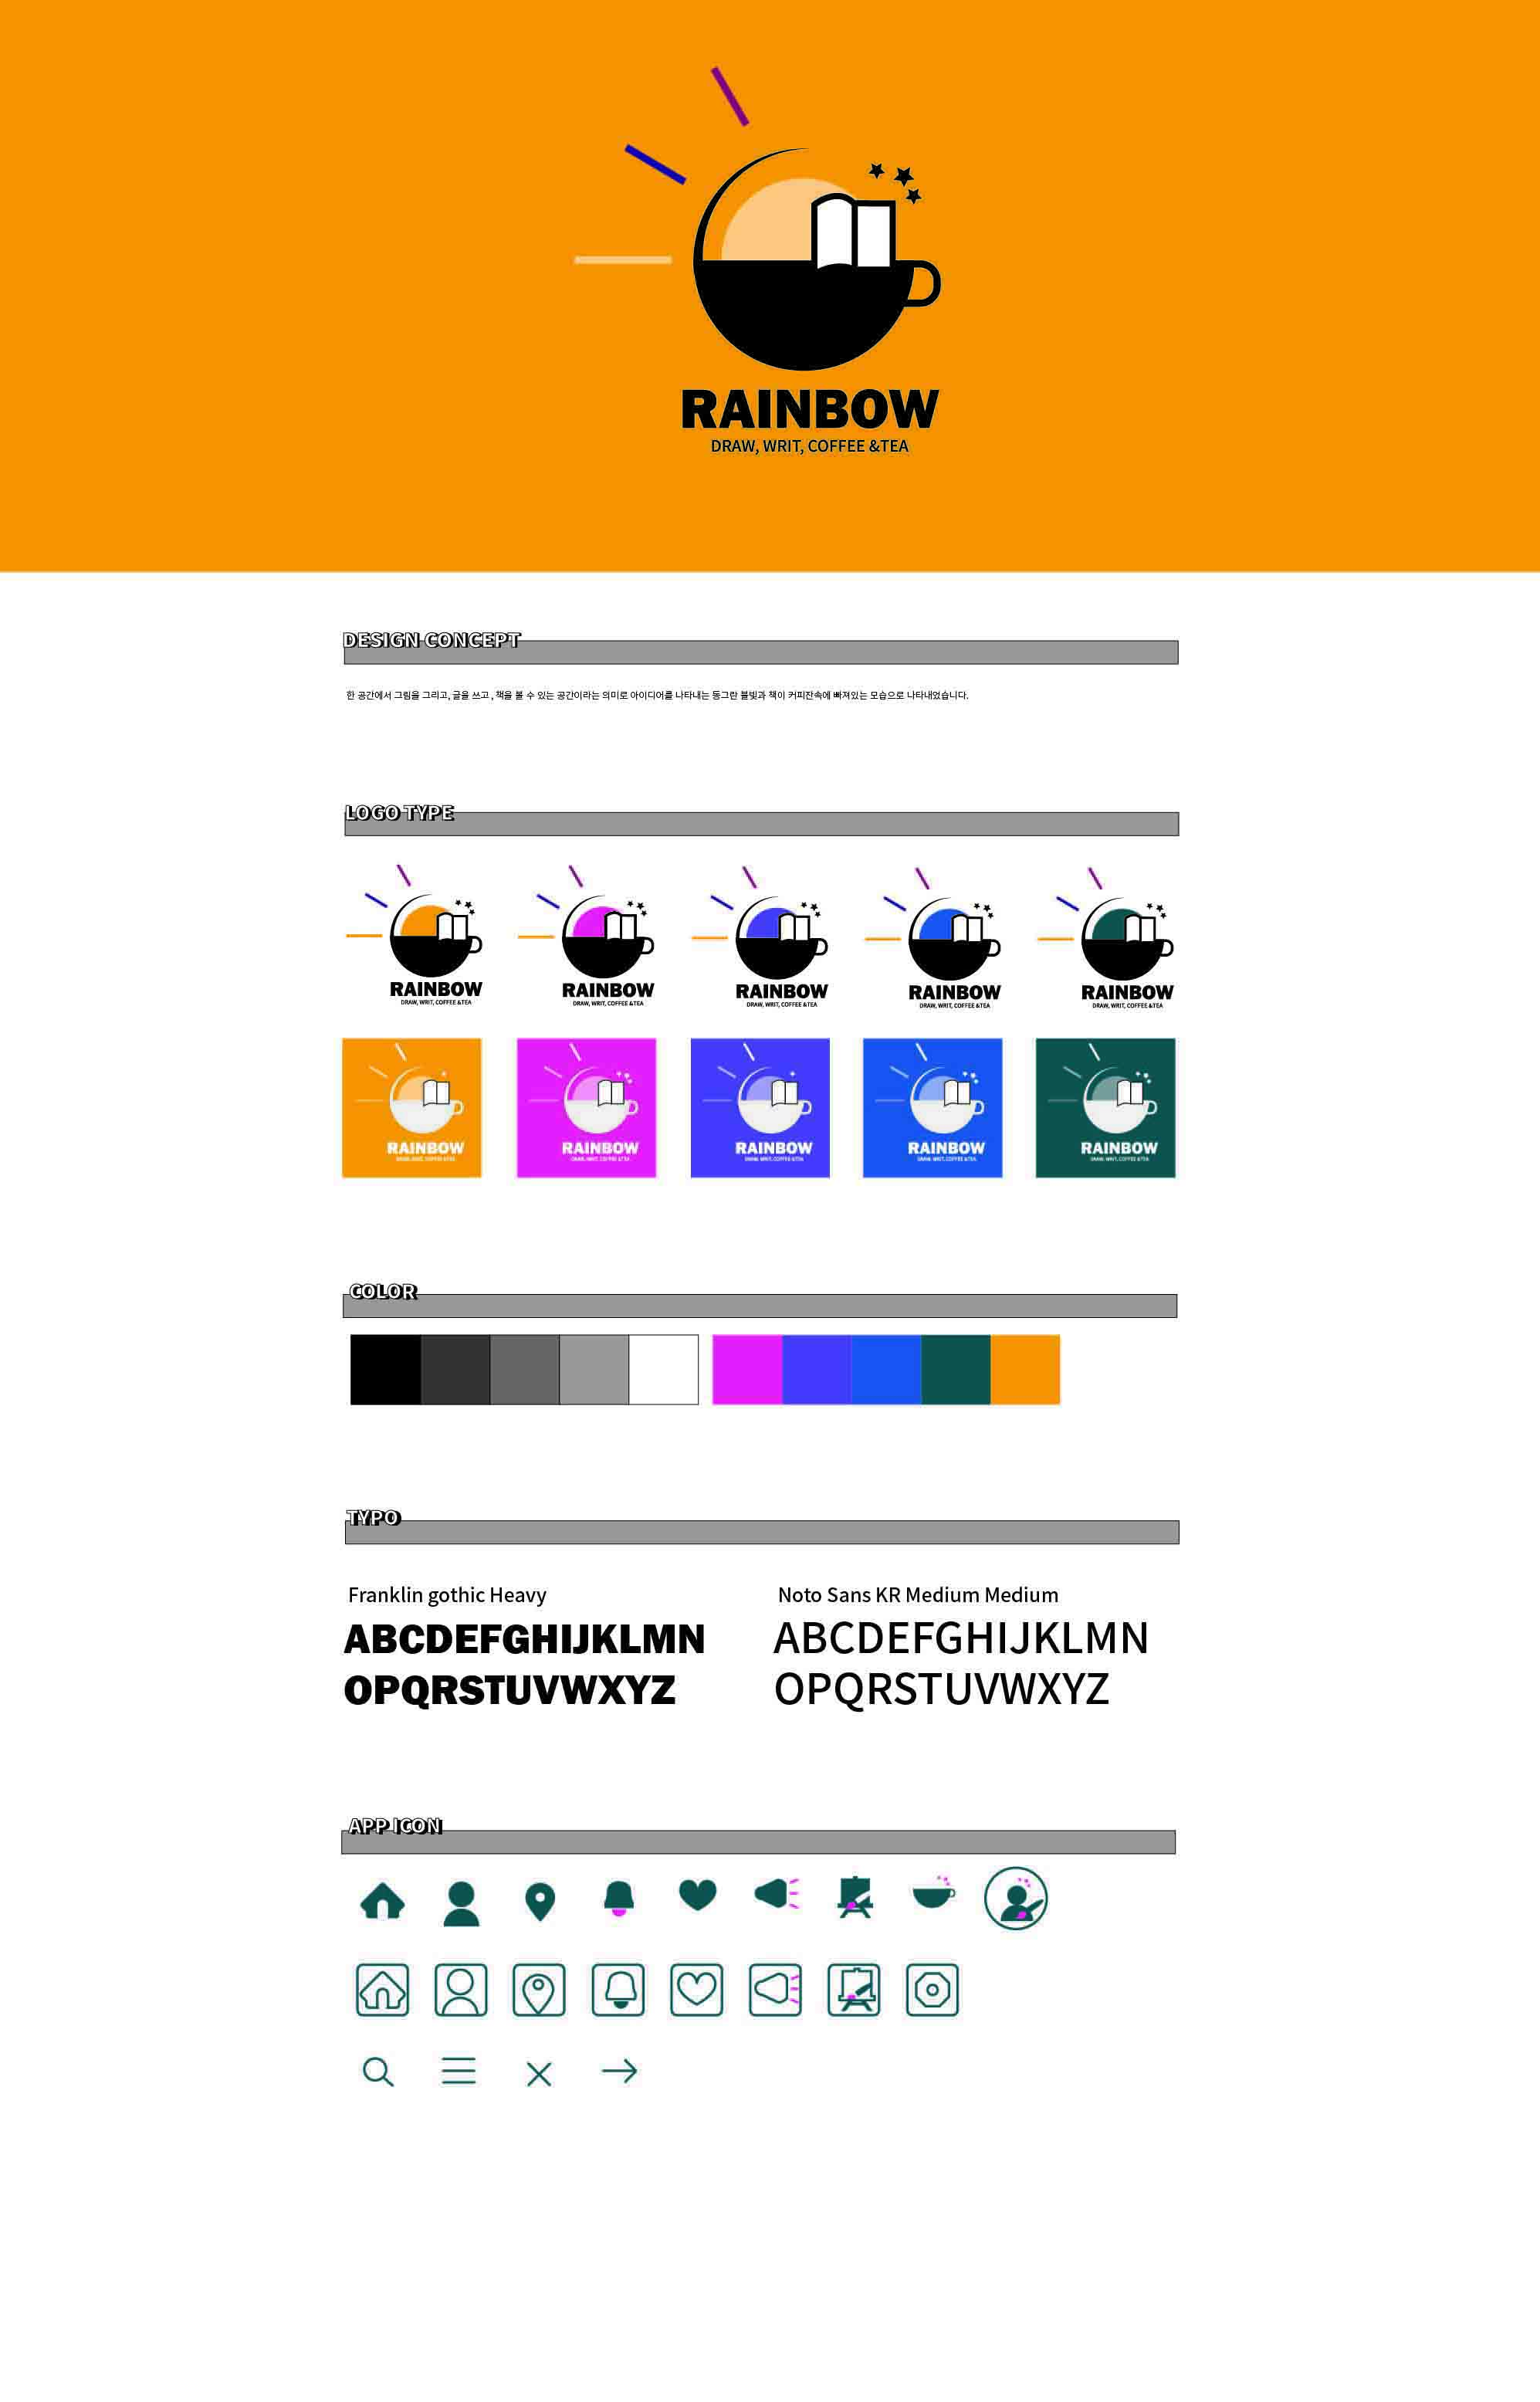 RAINBOW
DRAW, WRIT, COFFEE &TEA
DESIGN CONCEPT
한 공간에서 그림을 그리고, 글을 쓰고 , 책을 볼 수 있는 공간이라는 의미로 아이디어를 나타내는 동그란 불빛과 책이 커피잔속에 빠져있는 모습으로 나타내었습니다.
LOGO TYPE
RAINBOW RAINBOW RAINBOW RAINBOW RAINBOW
DRAW, WRIT, COFFEE &TEA DRAW, WRIT, COFFEE &TEA DRAW, WRIT, COFFEE &TEA DRAW, WRIT, COFFEE &TEA DRAW, WRIT, COFFEE &TEA
RAINBOW RAINBOW RAINBOW RAINBOW RAINBOW
DRAW, WRIT, COFFEE &TEA DRAW, WRIT, COFFEE &TEA DRAW, WRIT, COFFEE &TEA DRAW, WRIT, COFFEE &TEA DRAW, WRIT, COFFEE &TEA
COLOR
TYPO
Franklin gothic Heavy
ABCDEFGHIJKLMN
OPQRSTUVWXYZ
Noto Sans KR Medium Medium
ABCDEFGHIJKLMN
OPQRSTUVWXYZ
APP ICON